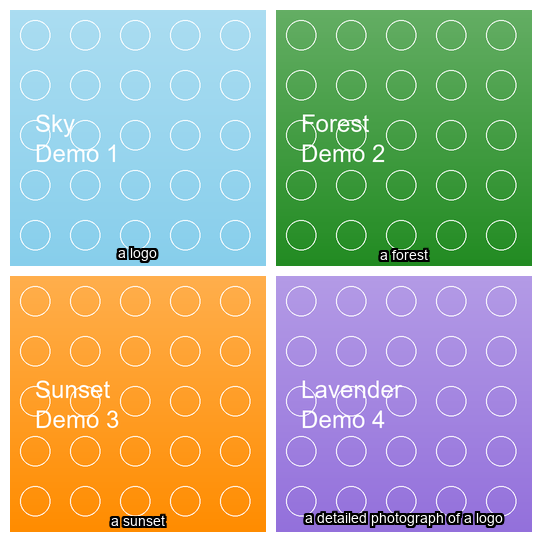 Sky
Demo 1
a logo
Forest
Demo 2
a forest
Sunset
Demo 3
a sunset
Lavender
Demo 4
a detailed photograph of a logo